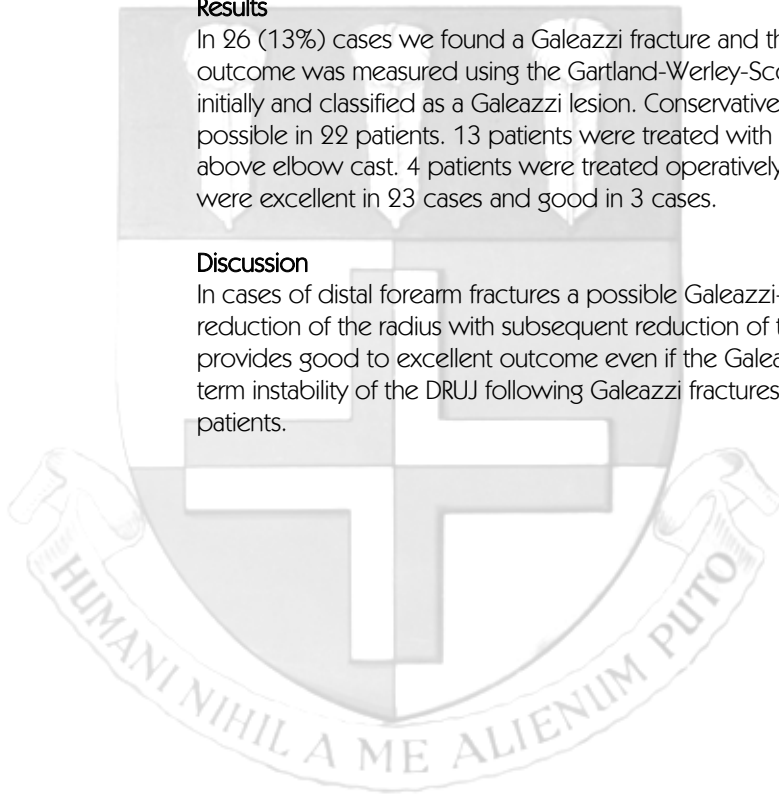 Results
In 26 (13%) cases we found a Galeazzi fracture and th
outcome was measured using the Gartland-Werley-Sco
initially and classified as a Galeazzi lesion. Conservative
possible in 22 patients. 13 patients were treated with
above elbow cast. 4 patients were treated operatively
were excellent in 23 cases and good in 3 cases.
Discussion
In cases of distal forearm fractures a possible Galeazzi-
reduction of the radius with subsequent reduction of t
provides good to excellent outcome even if the Galea
term instability of the DRUJ following Galeazzi fractures
patients.
HUMANI NIHIL A ME ALIENUM PUTO